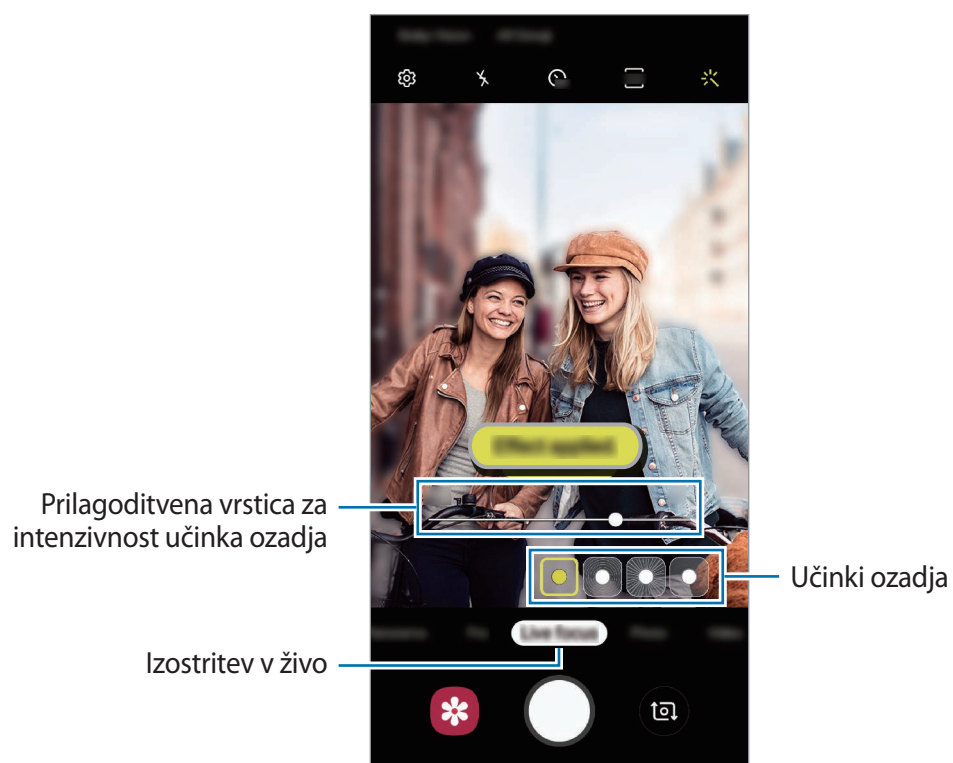 Prilagoditvena vrstica za
intenzivnost učinka ozadja
Učinki ozadja
Live focus
Izostritev v živo